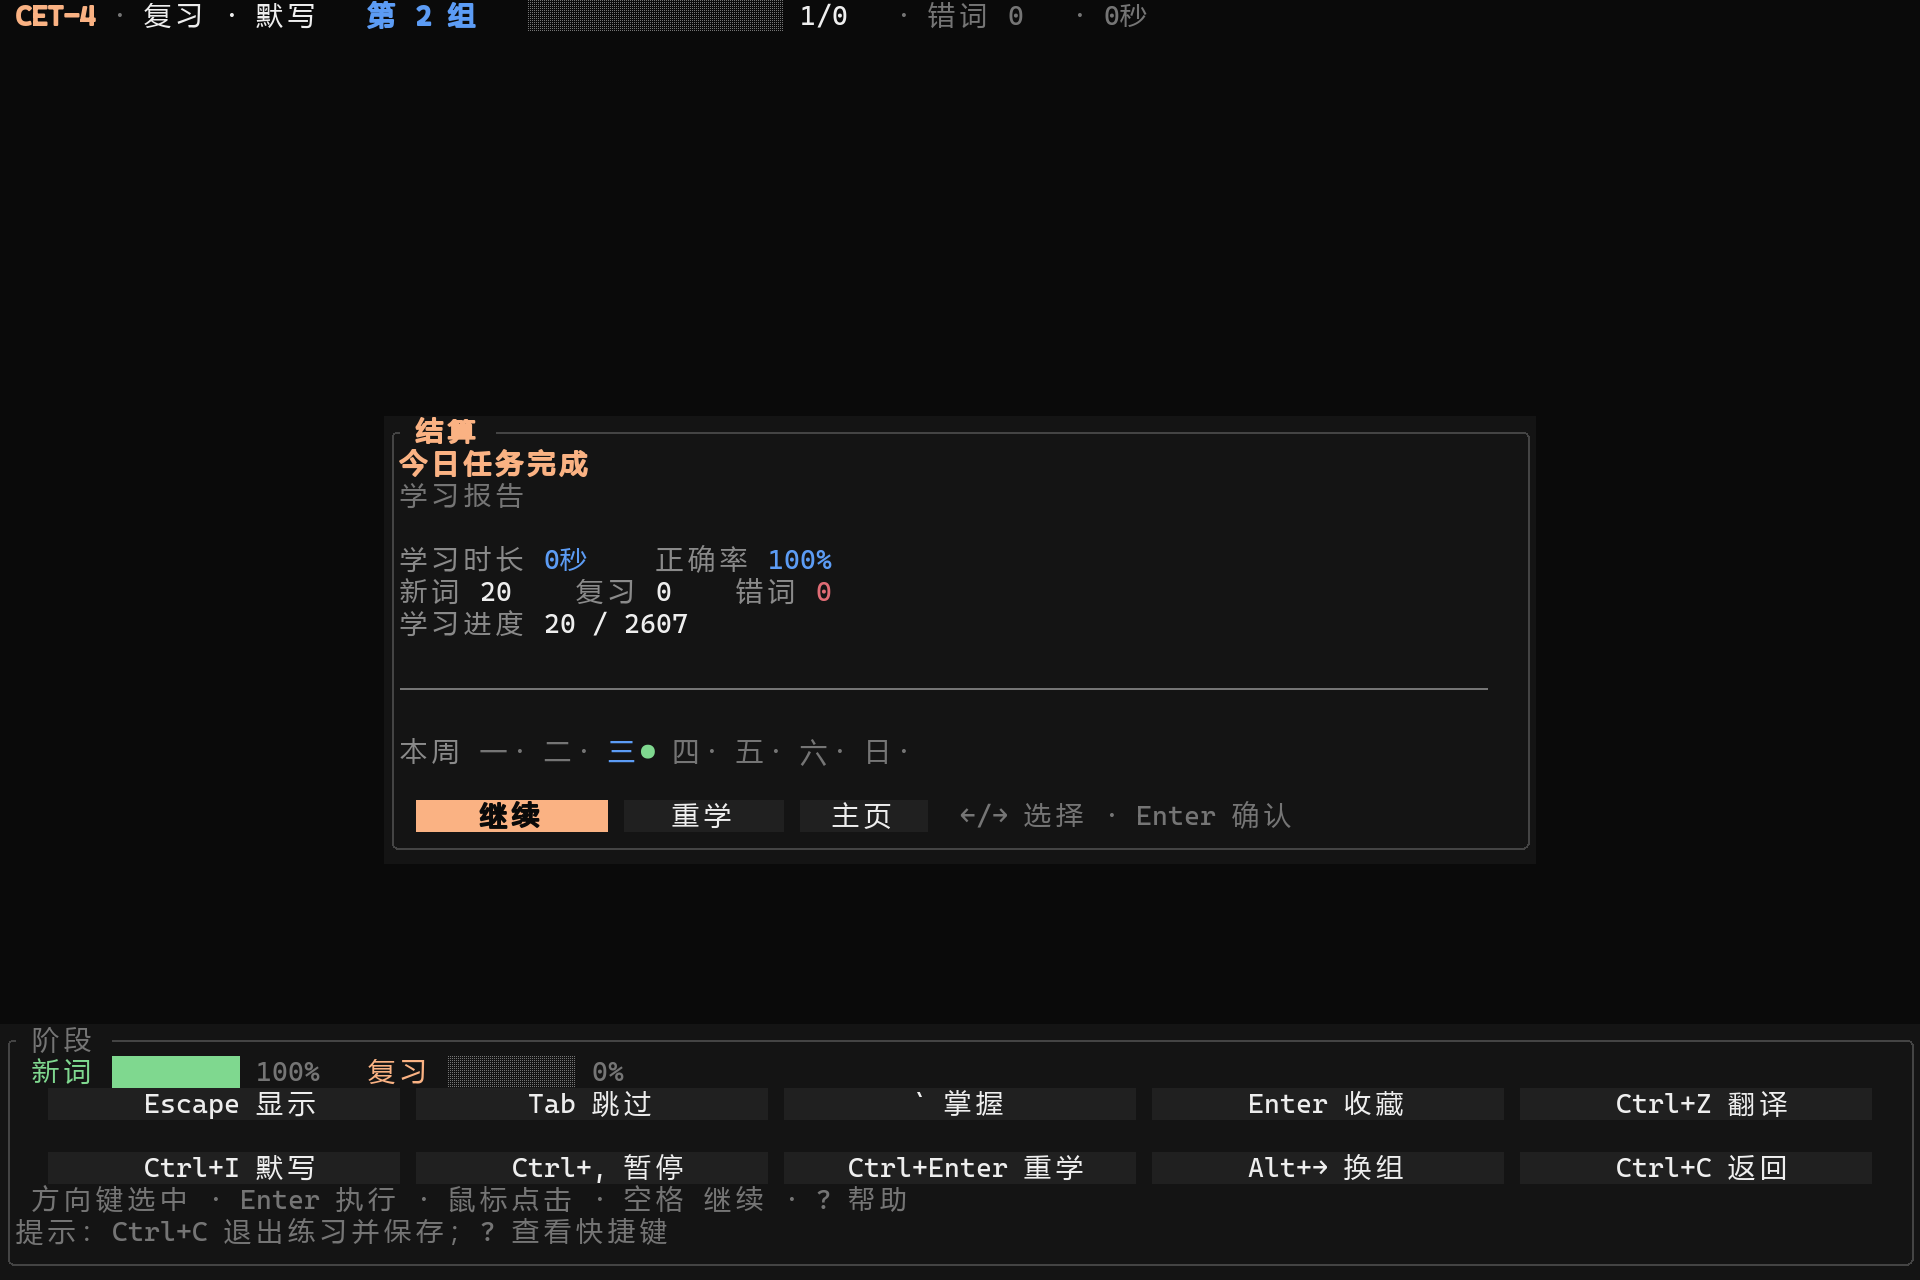 CET-4 · 复习 · 默写 第 2 组 1/0 · 错词 0 · 0秒
结算
今日任务完成
学习报告
学习时长 0秒 正确率 100%
新词 20 复习 0 错词 0
学习进度 20 / 2607
本周 一· 二· 三● 四· 五· 六· 日·
继续 重学 主页 ←/→ 选择 · Enter 确认
阶段
新词 100% 复习 0%
Escape 显示 Tab 跳过 ` 掌握 Enter 收藏 Ctrl+Z 翻译
Ctrl+I 默写 Ctrl+, 暂停 Ctrl+Enter 重学 Alt+→ 换组 Ctrl+C 返回
方向键选中 · Enter 执行 · 鼠标点击 · 空格 继续 · ? 帮助
提示: Ctrl+C 退出练习并保存; ? 查看快捷键